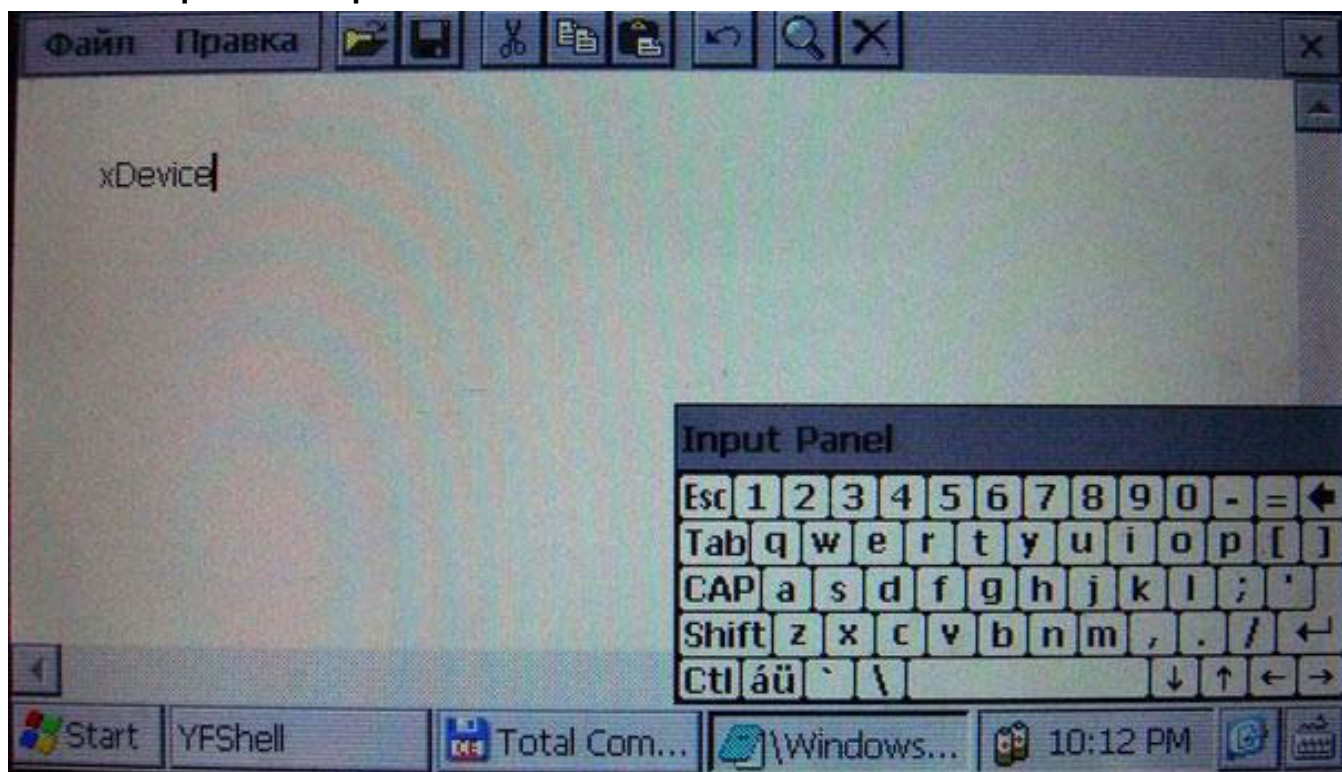 Файл Правка
xDevice
Input Panel
Esc 1 2 3 4 5 6 7 8 9 0 - =
Tab q w e r t y u i o p [ ]
CAP a s d f g h j k l ; '
Shift z x c v b n m , . /
Ctl áü ` \ ↓ ↑ ← →
Start YFShell Total Com... \Windows... 10:12 PM